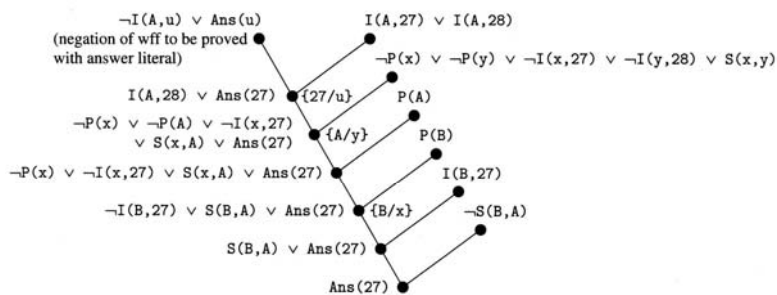 ¬I(A,u) ∨ Ans(u)
(negation of wff to be proved
with answer literal)
I(A,27) ∨ I(A,28)
¬P(x) ∨ ¬P(y) ∨ ¬I(x,27) ∨ ¬I(y,28) ∨ S(x,y)
I(A,28) ∨ Ans(27)
{27/u}
P(A)
¬P(x) ∨ ¬P(A) ∨ ¬I(x,27)
∨ S(x,A) ∨ Ans(27)
{A/y}
P(B)
¬P(x) ∨ ¬I(x,27) ∨ S(x,A) ∨ Ans(27)
I(B,27)
¬I(B,27) ∨ S(B,A) ∨ Ans(27)
{B/x}
¬S(B,A)
S(B,A) ∨ Ans(27)
Ans(27)